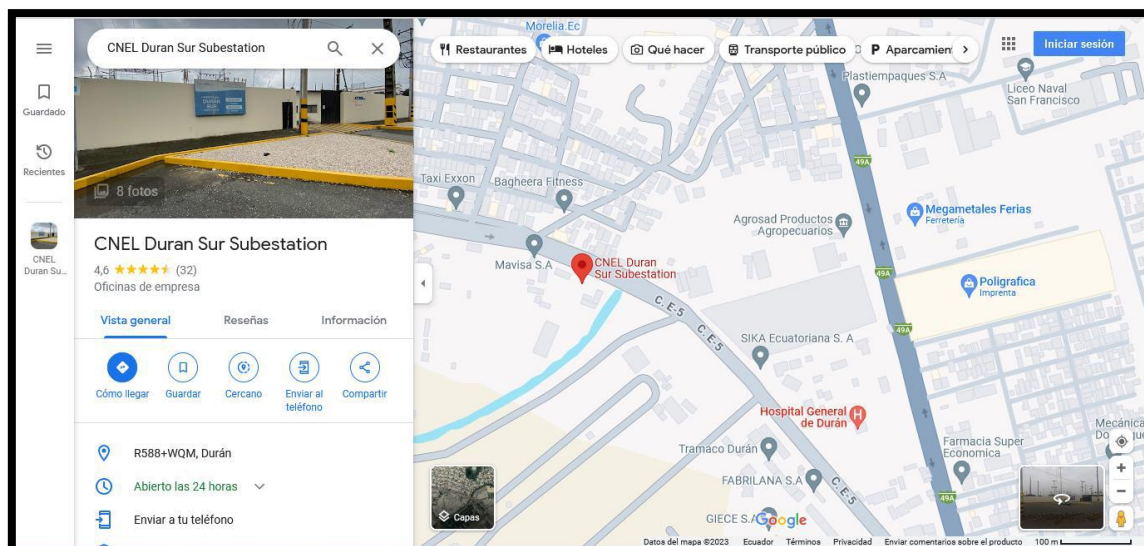 CNEL Duran Sur Subestation
Guardado
Recientes
CNEL
Duran Su...
DURAN
SUR
8 fotos
CNEL Duran Sur Subestation
4,6
(32)
Oficinas de empresa
Vista general
Reseñas
Información
Cómo llegar
Guardar
Cercano
Enviar al
teléfono
Compartir
R588+WQM, Durán
Abierto las 24 horas
Enviar a tu teléfono
Morelia.Ec
Restaurantes
Hoteles
Qué hacer
Transporte público
P Aparcamien
Iniciar sesión
Plastiempaques S.A
Liceo Naval
San Francisco
49A
Taxi Exxon
Bagheera Fitness
Agrosad Productos
Agropecuarios
Megametales Ferias
Ferretería
Mavisa S.A
CNEL Duran
Sur Subestation
49A
Poligrafica
Imprenta
C. E-5
C. E-5
49A
SIKA Ecuatoriana S. A
Hospital General
de Durán
H
Mecánica
Tramaco Durán
Farmacia Super
Economica
FABRILANA S.A
C. E-5
49A
Capas
GIECE S.A
Google
Datos del mapa ©2023
Ecuador
Términos
Privacidad
Enviar comentarios sobre el producto
100 m